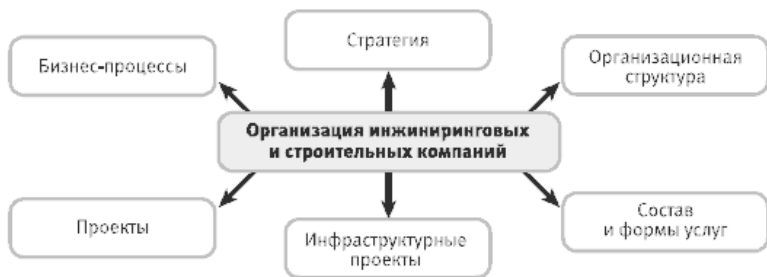 Стратегия
Бизнес-процессы
Организационная
структура
Организация инжиниринговых
и строительных компаний
Проекты
Инфраструктурные
проекты
Состав
и формы услуг